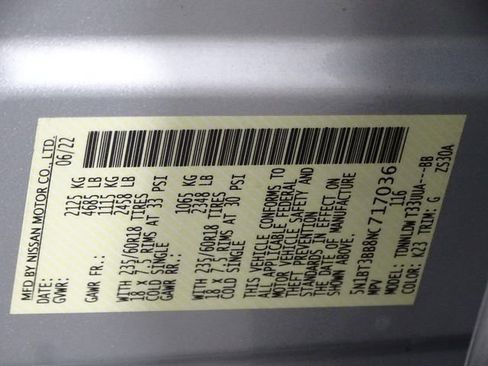 MFD BY NISSAN MOTOR CO., LTD.
DATE: 06/22
GVWR: 2125 KG
4685 LB
GAWR FR.: 1115 KG
2458 LB
WITH 235/60R18 TIRES
18 X 7.5 RIMS AT 33 PSI
COLD SINGLE
GAWR RR.: 1065 KG
2348 LB
WITH 235/60R18 TIRES
18 X 7.5 RIMS AT 30 PSI
COLD SINGLE
THIS VEHICLE CONFORMS TO
ALL APPLICABLE FEDERAL
MOTOR VEHICLE SAFETY AND
THEFT PREVENTION
STANDARDS IN EFFECT ON
THE DATE OF MANUFACTURE
SHOWN ABOVE.
5N1BT3BB8NC717036
MPV 116
TDNNLDW T33UWA---BB
COLOR: K23 TRIM: G ZS30A